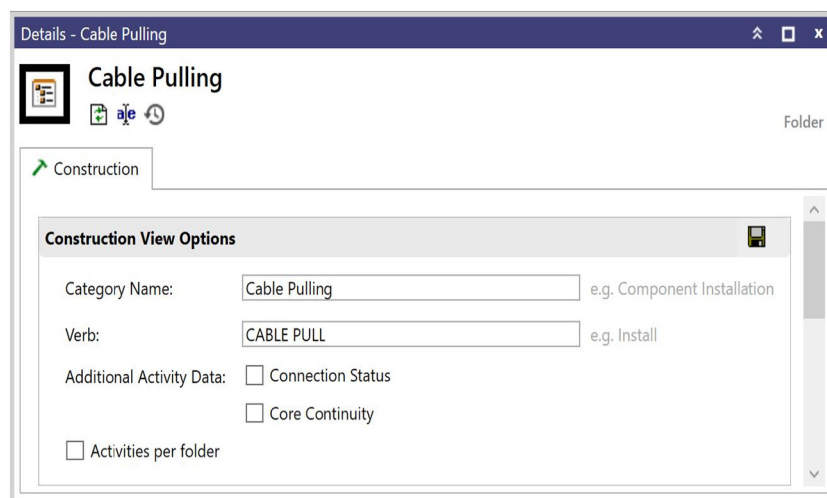 Details - Cable Pulling
Cable Pulling
Folder
Construction
Construction View Options
Category Name: Cable Pulling e.g. Component Installation
Verb: CABLE PULL e.g. Install
Additional Activity Data: Connection Status
Core Continuity
Activities per folder